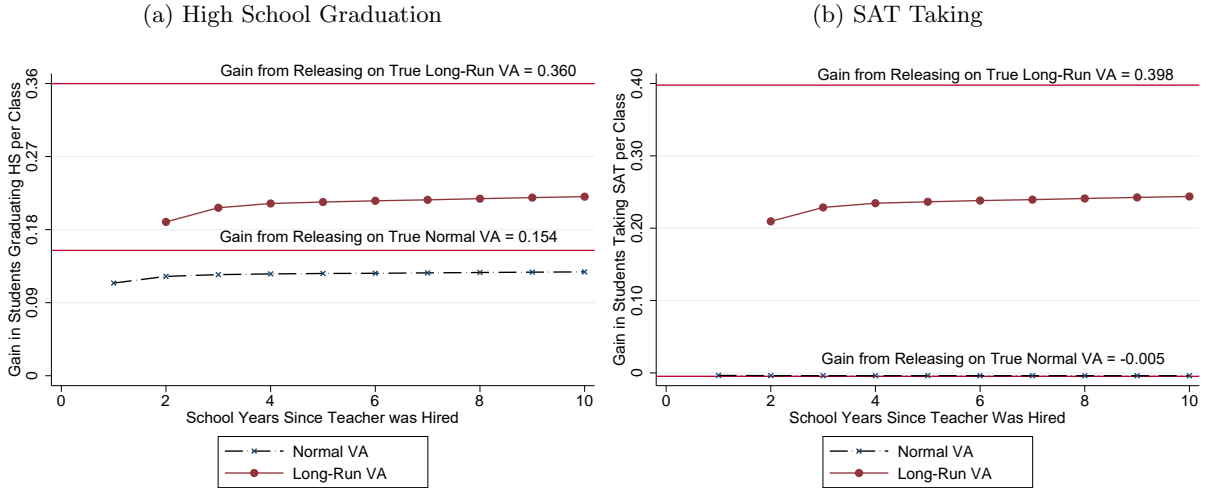 (a) High School Graduation
Gain in Students Graduating HS per Class
0.36
0.27
0.18
0.09
0
Gain from Releasing on True Long-Run VA = 0.360
Gain from Releasing on True Normal VA = 0.154
0
2
4
6
8
10
School Years Since Teacher was Hired
Normal VA
Long-Run VA
(b) SAT Taking
Gain in Students Taking SAT per Class
0.40
0.30
0.20
0.10
0
Gain from Releasing on True Long-Run VA = 0.398
Gain from Releasing on True Normal VA = -0.005
0
2
4
6
8
10
School Years Since Teacher Was Hired
Normal VA
Long-Run VA